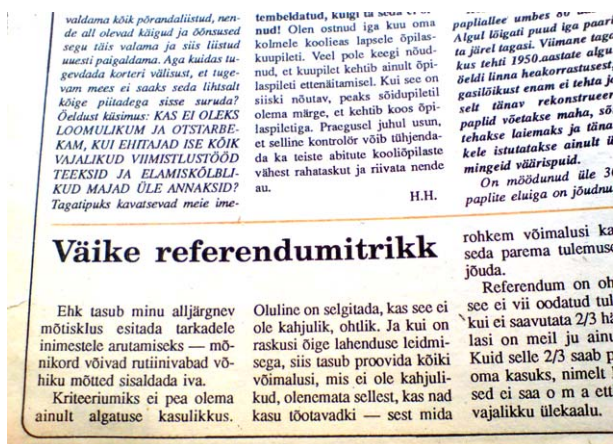 valdama kõik põrandaliistud, nen-
de all olevad käigud ja õõnsused
segu täis valama ja siis liistud
uuesti paigaldama. Aga kuidas tu-
gevdada korteri välisust, et tuge-
vam mees ei saaks seda lihtsalt
kõige piitadega sisse suruda?
Öeldust küsimus: KAS EI OLEKS
LOOMULIKUM JA OTSTARBE-
KAM, KUI EHITAJAD ISE KÕIK
VAJALIKUD VIIMISTLUSTÖÖD
TEEKSID JA ELAMISKÕLBLI-
KUD MAJAD ÜLE ANNAKSID?
Tagatipuks kavatsevad meie ime-
tembeldatud, kuigi ta seda ei
nud! Olen ostnud iga kuu oma
kolmele kooliealisele lapsele õpilas-
kuupileti. Veel pole keegi nõud-
nud, et kuupilet kehtib ainult õpi-
laspileti ettenäitamisel. Kui see on
siiski nõutav, peaks sõidupiletil
olema märge, et kehtib koos õpi-
laspiletiga. Praegusel juhul usun,
et selline kontrolör võib tühjenda-
da ka teiste abitute kooliõpilaste
vähest rahataskut ja riivata nende
au.
H.H.
papliallee umbes 80
Algul lõigati puud iga paari
ta järel tagasi. Viimane taga
kus tehti 1950.aastate algul
öeldi linna heakorrastusest,
gasilõikust enam ei tehta j
selt tänav rekonstrueer
paplid võetakse maha, sõ
tehakse laiemaks ja täna
kele istutatakse ainult ü
mingeid väärispuid.
On möödunud üle 30
paplite eluiga on jõudnu
Väike referendumitrikk
Ehk tasub minu alljärgnev
mõtisklus esitada tarkadele
inimestele arutamiseks — mõ-
nikord võivad rutiinivabad võ-
hiku mõtted sisaldada iva.
Kriteeriumiks ei pea olema
ainult algatuse kasulikkus.
Oluline on selgitada, kas see ei
ole kahjulik, ohtlik. Ja kui on
raskusi õige lahenduse leidmi-
sega, siis tasub proovida kõiki
võimalusi, mis ei ole kahjuli-
kud, olenemata sellest, kas nad
kasu töotavadki — sest mida
rohkem võimalusi ka
seda parema tulemuse
jõuda.
Referendum on oh
see ei vii oodatud tul
kui ei saavutata 2/3 hä
lasi on meil ju ainu
Kuid selle 2/3 saab p
oma kasuks, nimelt
sed ei saa o m a ett
vajalikku ülekaalu.